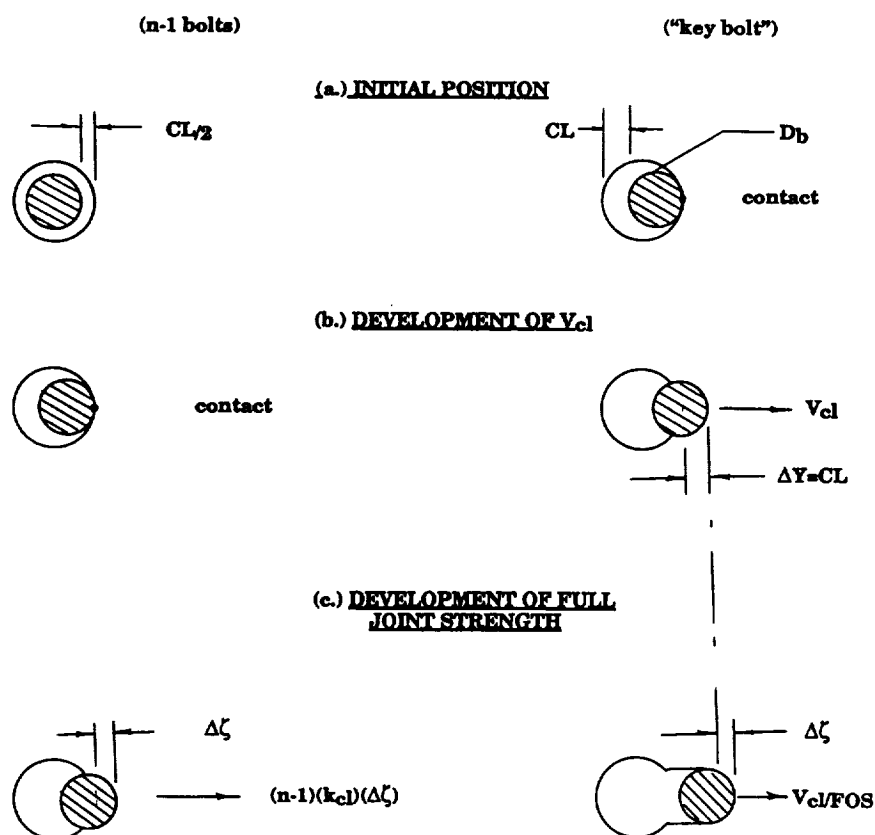 (n-1 bolts)
("key bolt")
(a.) INITIAL POSITION
CL/2
CL
Db
contact
(b.) DEVELOPMENT OF Vcl
contact
Vcl
ΔY=CL
(c.) DEVELOPMENT OF FULL
JOINT STRENGTH
Δζ
Δζ
(n-1)(kcl)(Δζ)
Vcl/FOS